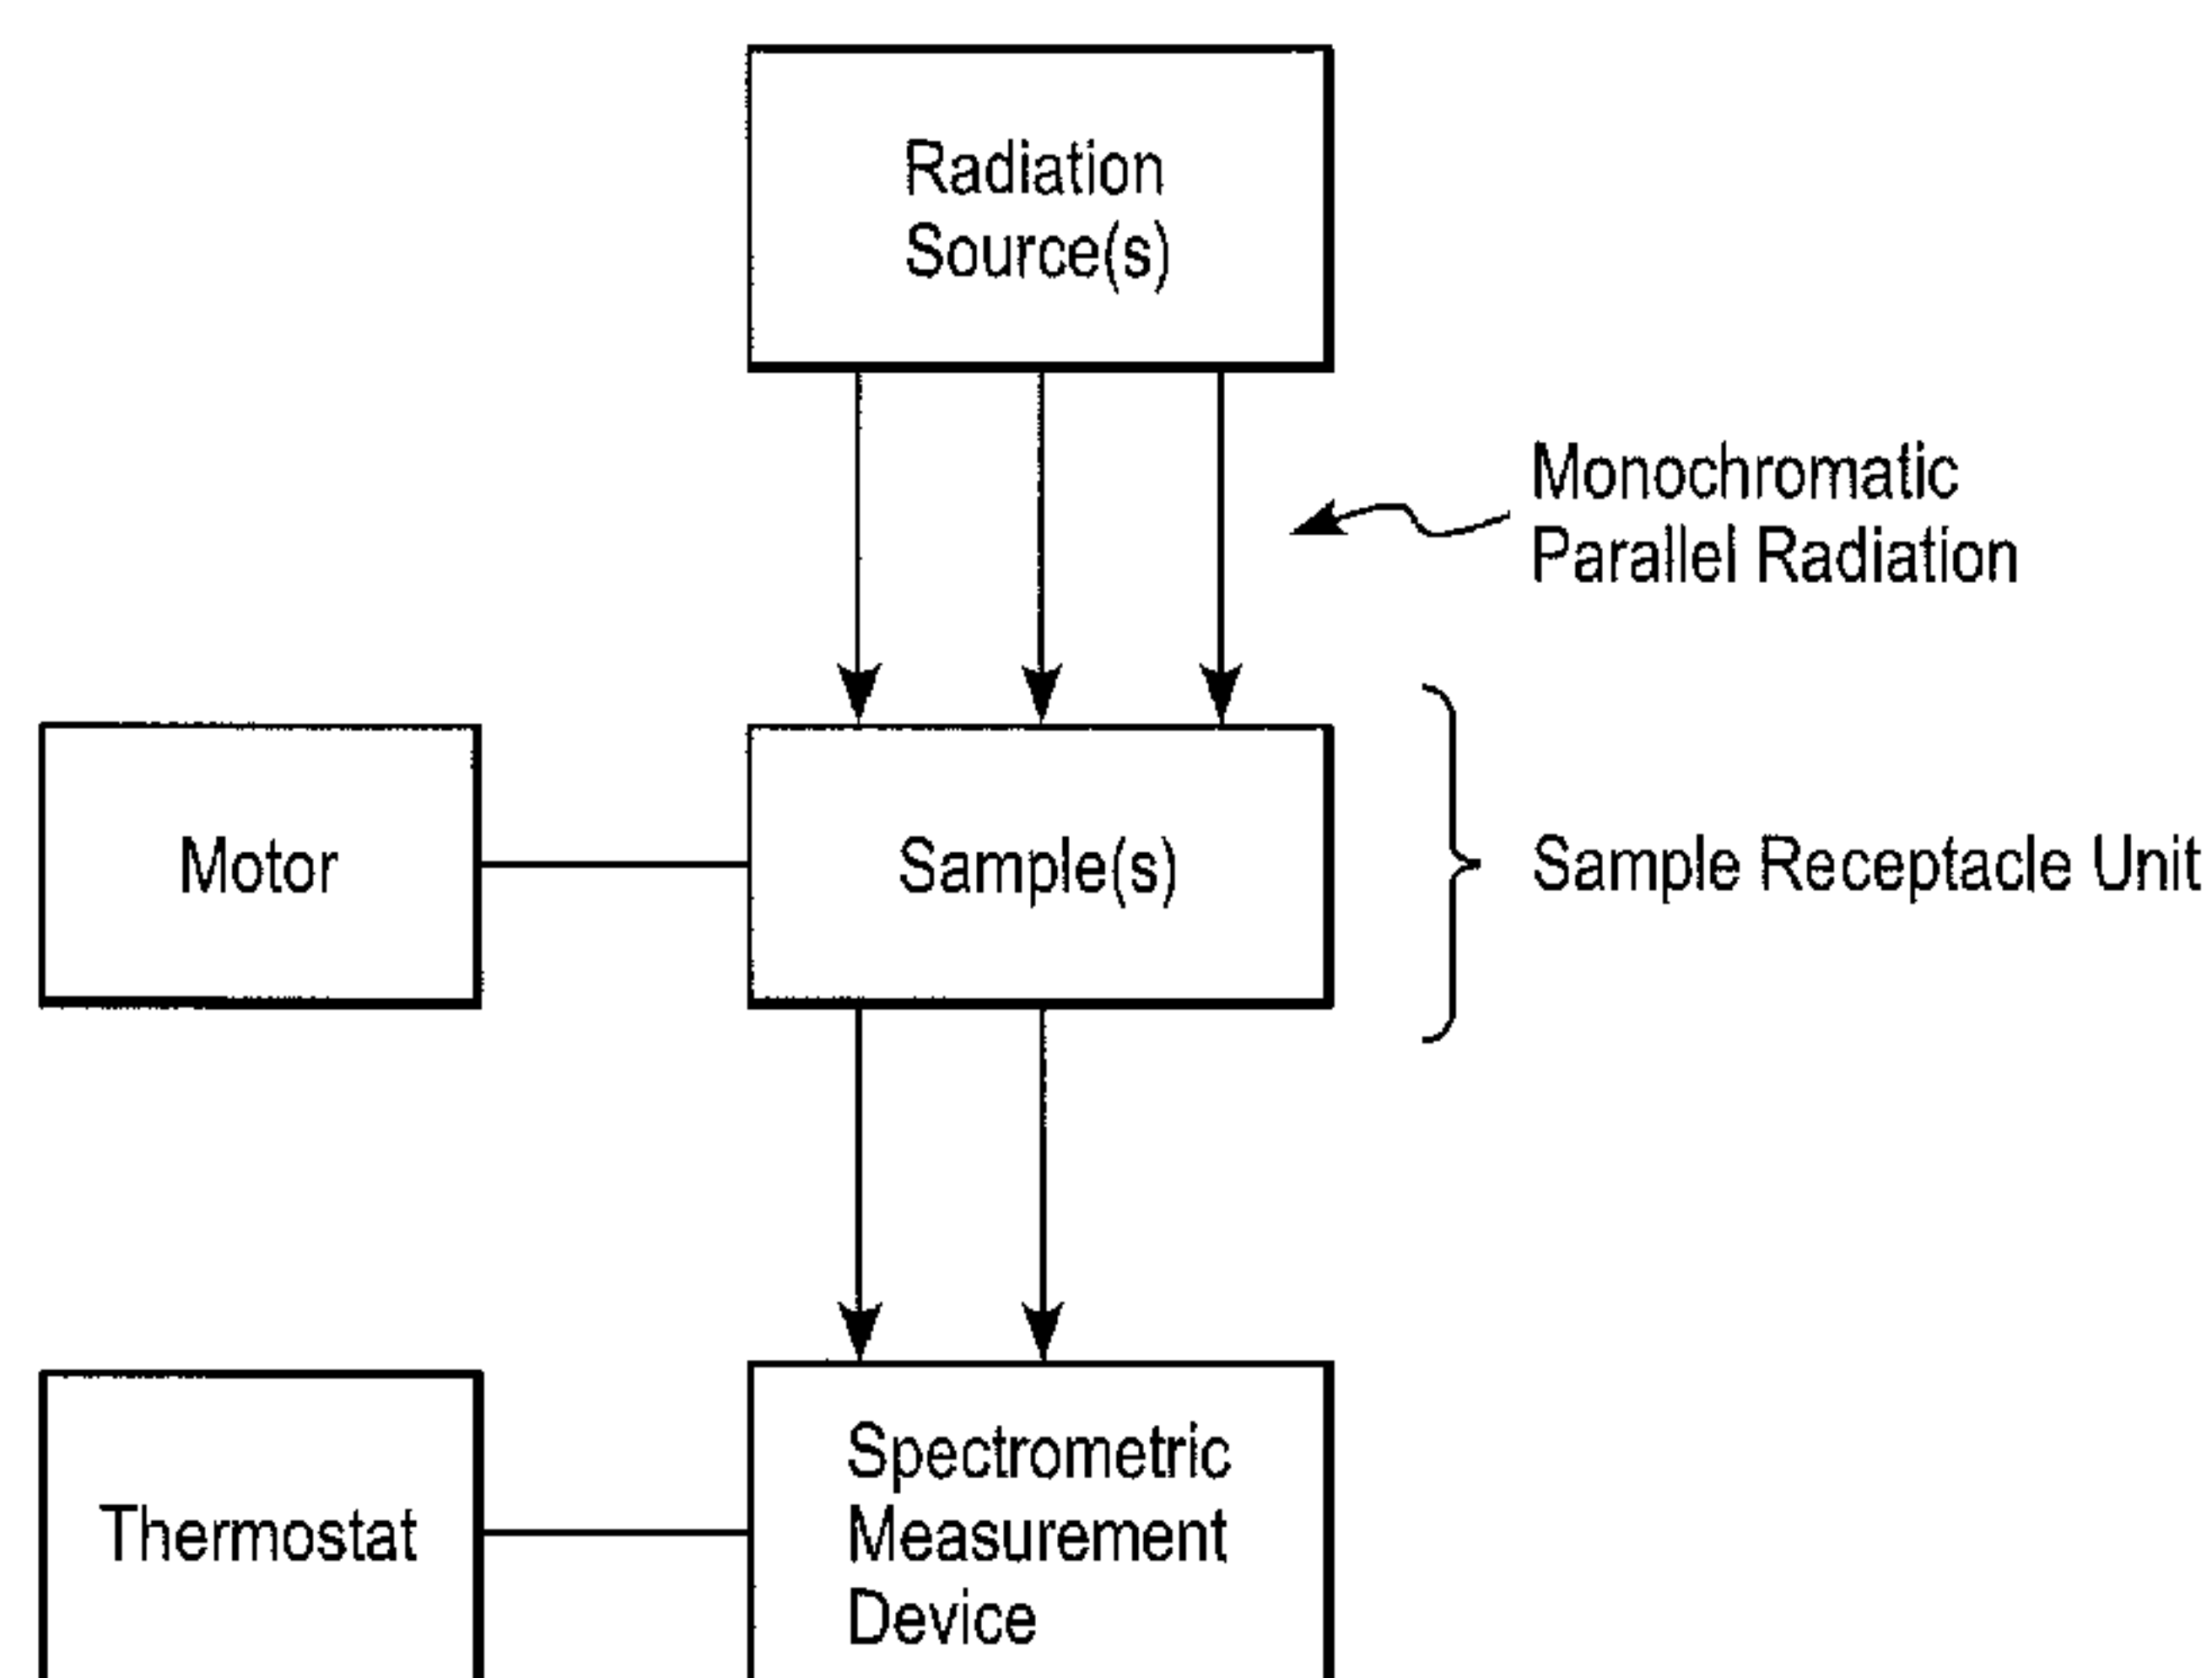 Radiation
Source(s)
Monochromatic
Parallel Radiation
Motor
Sample(s)
Sample Receptacle Unit
Thermostat
Spectrometric
Measurement
Device